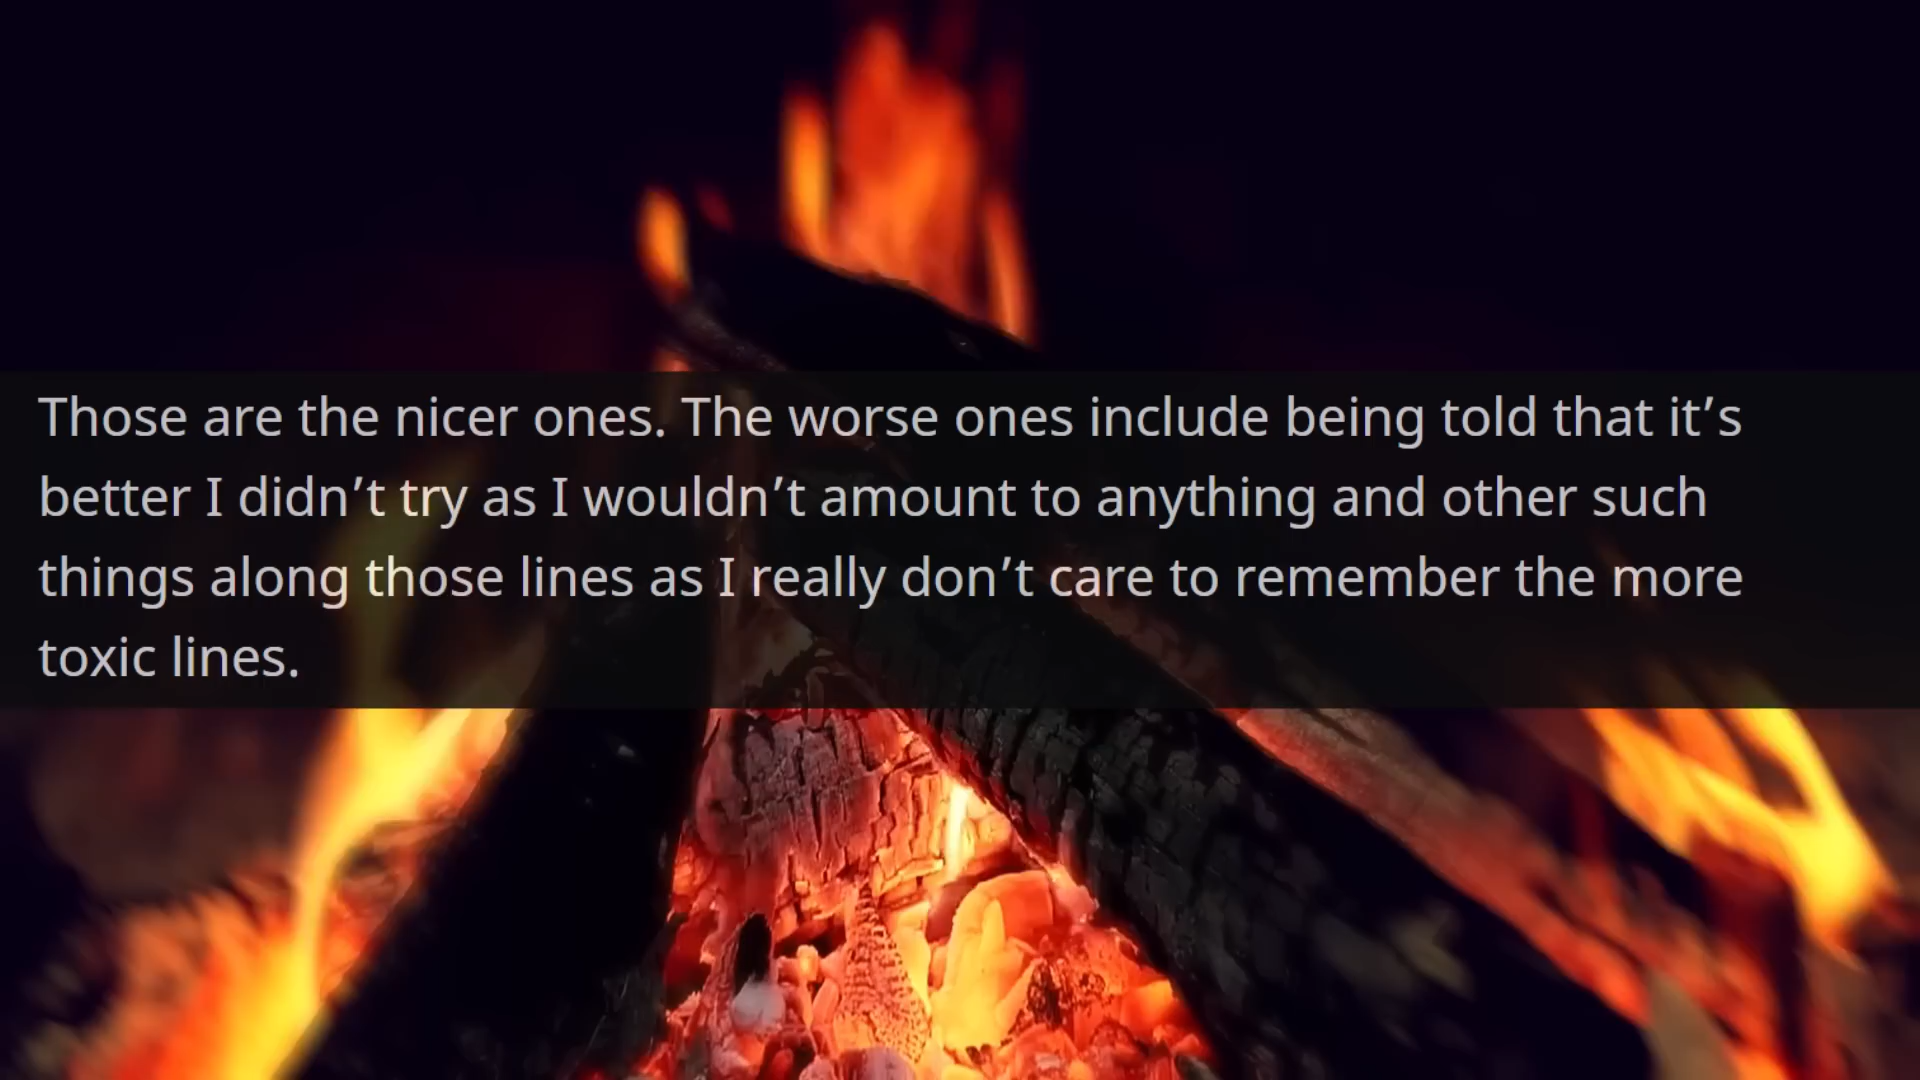 Those are the nicer ones. The worse ones include being told that it’s
better I didn’t try as I wouldn’t amount to anything and other such
things along those lines as I really don’t care to remember the more
toxic lines.